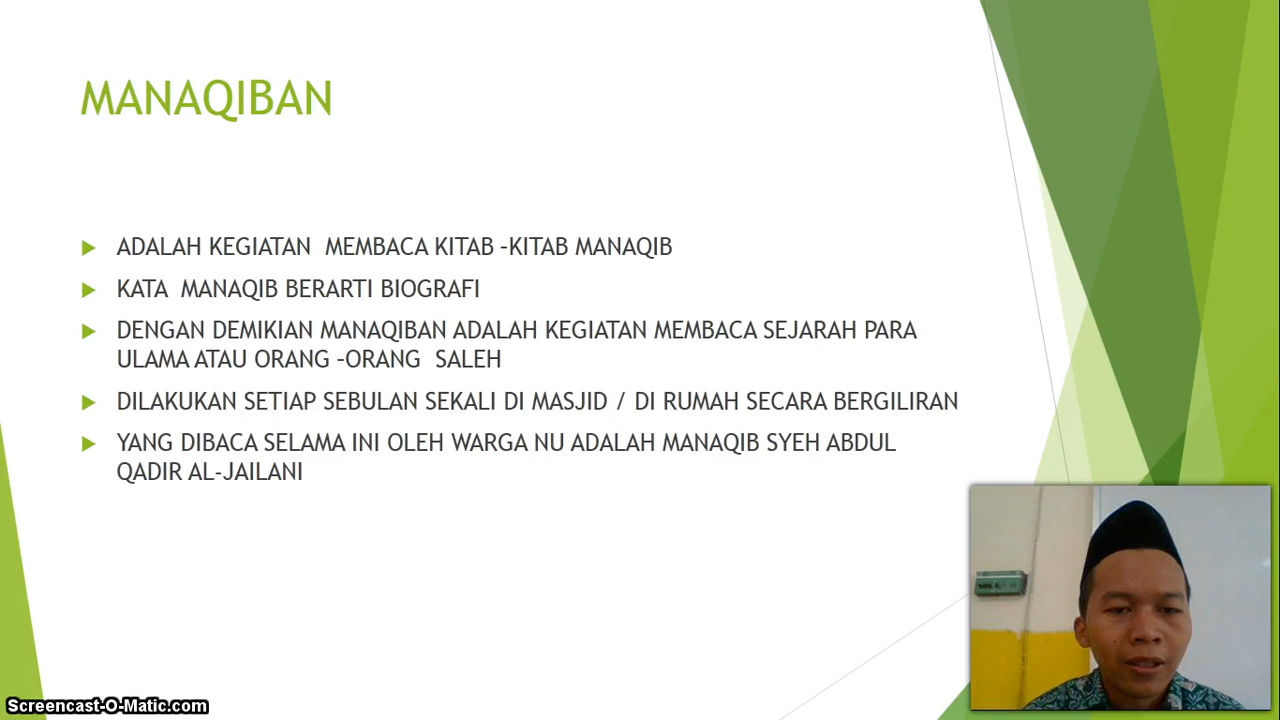 MANAQIBAN
ADALAH KEGIATAN MEMBACA KITAB –KITAB MANAQIB
KATA MANAQIB BERARTI BIOGRAFI
DENGAN DEMIKIAN MANAQIBAN ADALAH KEGIATAN MEMBACA SEJARAH PARA
ULAMA ATAU ORANG –ORANG SALEH
DILAKUKAN SETIAP SEBULAN SEKALI DI MASJID / DI RUMAH SECARA BERGILIRAN
YANG DIBACA SELAMA INI OLEH WARGA NU ADALAH MANAQIB SYEH ABDUL
QADIR AL-JAILANI
Screencast-O-Matic.com